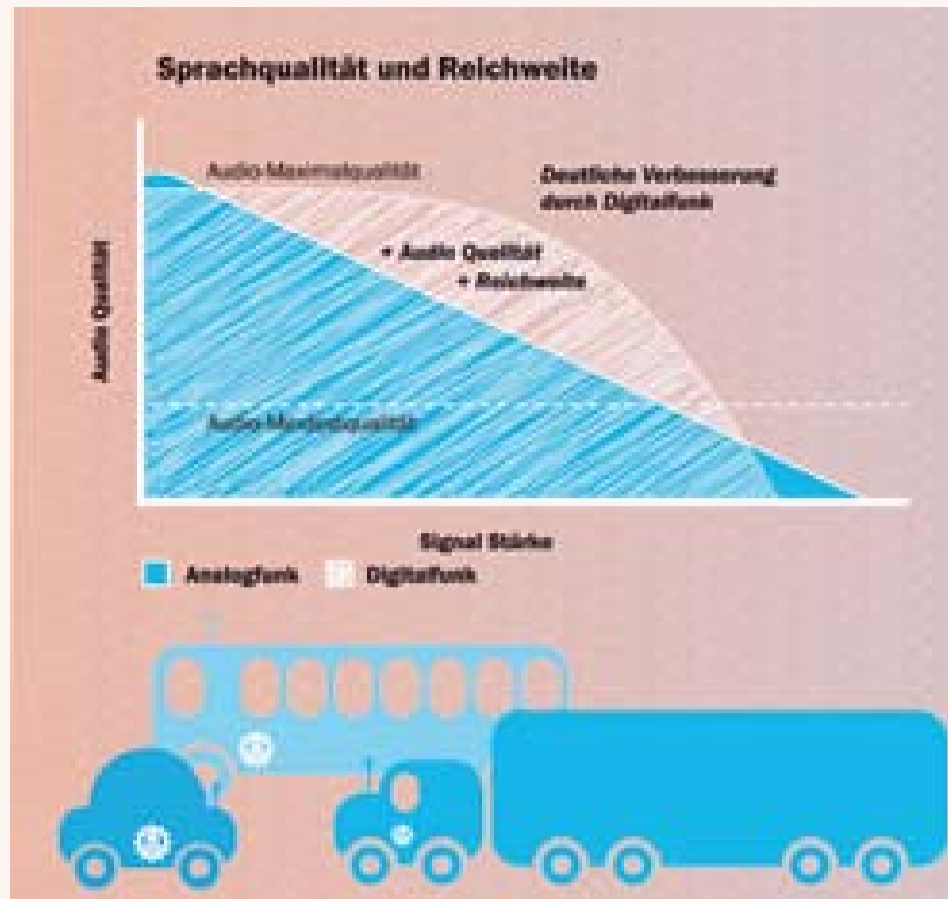 Sprachqualität und Reichweite
Audio Maximalqualität
Deutliche Verbesserung
durch Digitalfunk
+ Audio Qualität
+ Reichweite
Audio Qualität
Audio Mindestqualität
Signal Stärke
Analogfunk
Digitalfunk